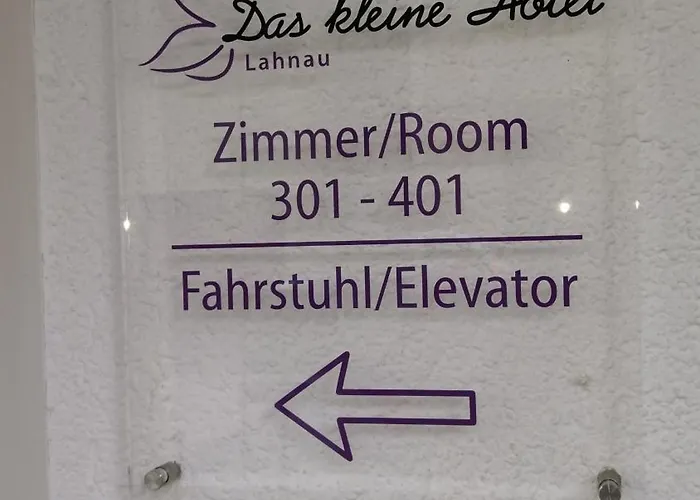 Das kleine Hotel
Lahnau
Zimmer/Room
301 - 401
Fahrstuhl/Elevator